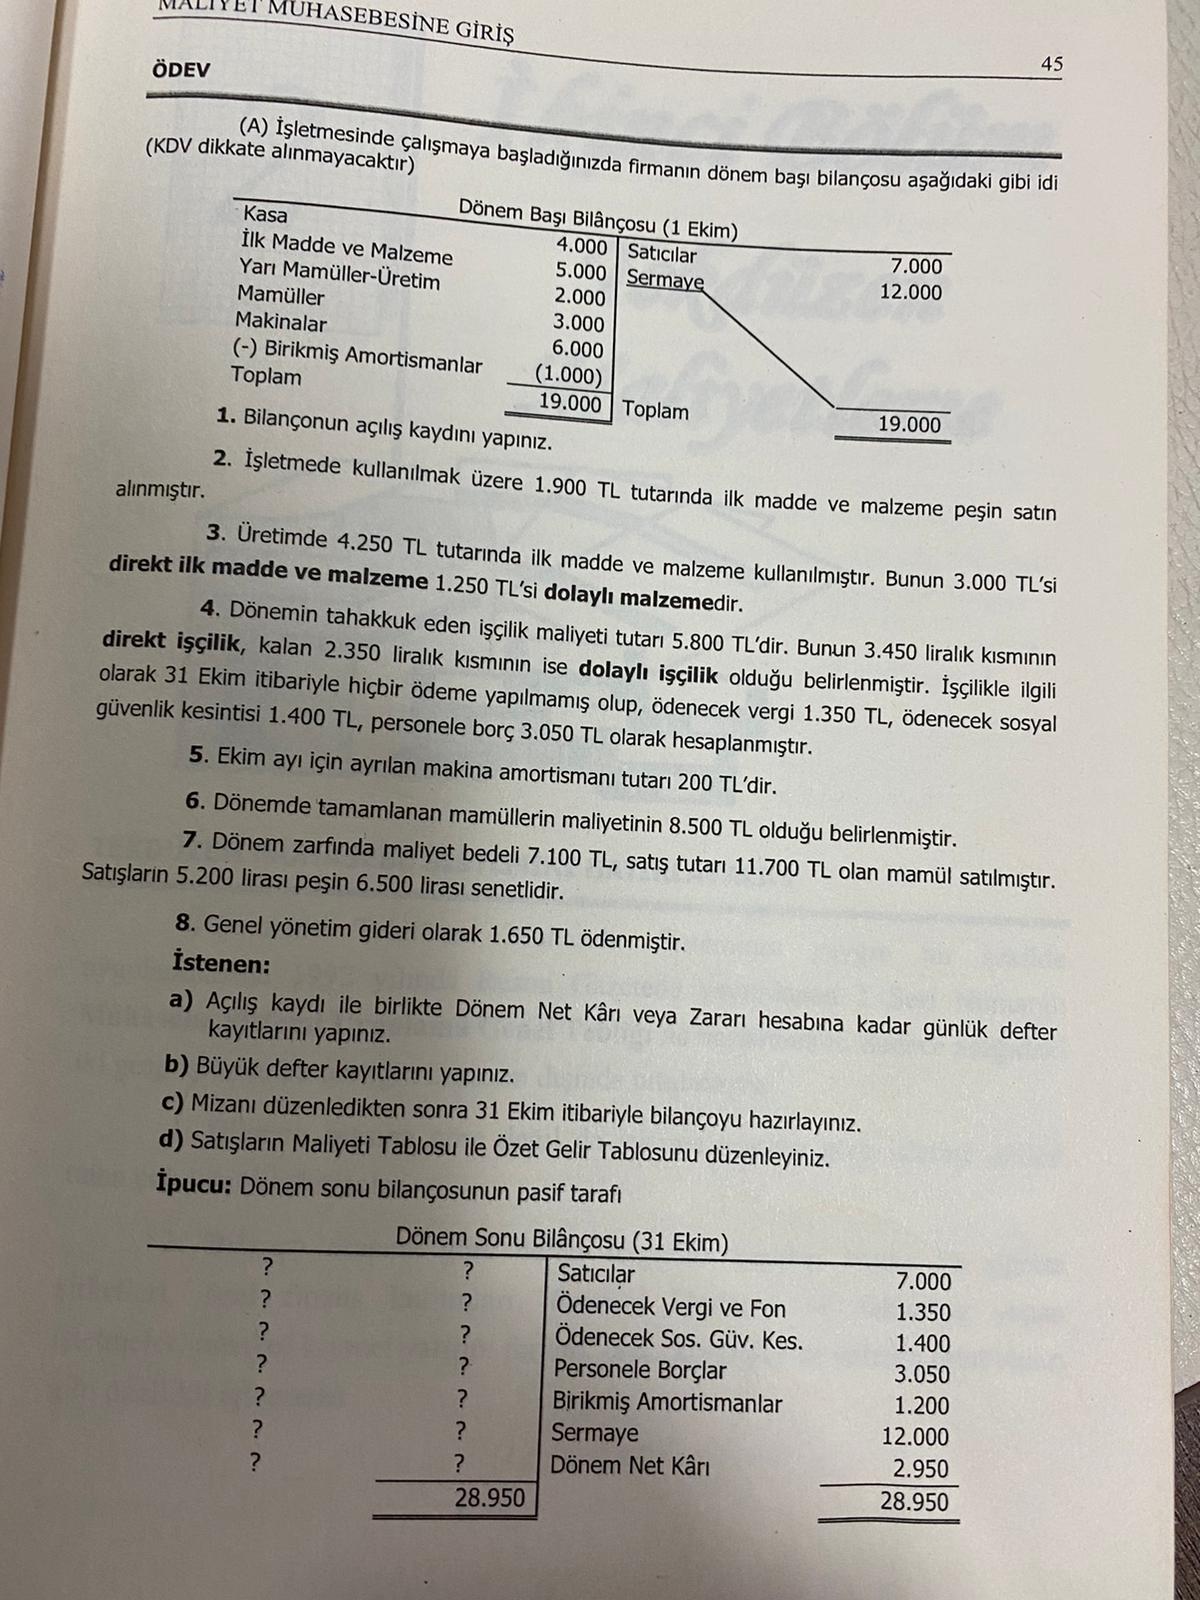 MALİYET MUHASEBESİNE GİRİŞ
45
ÖDEV
(A) İşletmesinde çalışmaya başladığınızda firmanın dönem başı bilançosu aşağıdaki gibi idi
(KDV dikkate alınmayacaktır)
Dönem Başı Bilânçosu (1 Ekim)
Kasa 4.000 Satıcılar 7.000
İlk Madde ve Malzeme 5.000 Sermaye 12.000
Yarı Mamüller-Üretim 2.000
Mamüller 3.000
Makinalar 6.000
(-) Birikmiş Amortismanlar (1.000)
Toplam 19.000 Toplam 19.000
1. Bilançonun açılış kaydını yapınız.
2. İşletmede kullanılmak üzere 1.900 TL tutarında ilk madde ve malzeme peşin satın
alınmıştır.
3. Üretimde 4.250 TL tutarında ilk madde ve malzeme kullanılmıştır. Bunun 3.000 TL'si
direkt ilk madde ve malzeme 1.250 TL'si dolaylı malzemedir.
4. Dönemin tahakkuk eden işçilik maliyeti tutarı 5.800 TL'dir. Bunun 3.450 liralık kısmının
direkt işçilik, kalan 2.350 liralık kısmının ise dolaylı işçilik olduğu belirlenmiştir. İşçilikle ilgili
olarak 31 Ekim itibariyle hiçbir ödeme yapılmamış olup, ödenecek vergi 1.350 TL, ödenecek sosyal
güvenlik kesintisi 1.400 TL, personele borç 3.050 TL olarak hesaplanmıştır.
5. Ekim ayı için ayrılan makina amortismanı tutarı 200 TL'dir.
6. Dönemde tamamlanan mamüllerin maliyetinin 8.500 TL olduğu belirlenmiştir.
7. Dönem zarfında maliyet bedeli 7.100 TL, satış tutarı 11.700 TL olan mamül satılmıştır.
Satışların 5.200 lirası peşin 6.500 lirası senetlidir.
8. Genel yönetim gideri olarak 1.650 TL ödenmiştir.
İstenen:
a) Açılış kaydı ile birlikte Dönem Net Kârı veya Zararı hesabına kadar günlük defter
kayıtlarını yapınız.
b) Büyük defter kayıtlarını yapınız.
c) Mizanı düzenledikten sonra 31 Ekim itibariyle bilançoyu hazırlayınız.
d) Satışların Maliyeti Tablosu ile Özet Gelir Tablosunu düzenleyiniz.
İpucu: Dönem sonu bilançosunun pasif tarafı
Dönem Sonu Bilânçosu (31 Ekim)
? ? Satıcılar 7.000
? ? Ödenecek Vergi ve Fon 1.350
? ? Ödenecek Sos. Güv. Kes. 1.400
? ? Personele Borçlar 3.050
? ? Birikmiş Amortismanlar 1.200
? ? Sermaye 12.000
? ? Dönem Net Kârı 2.950
28.950 28.950